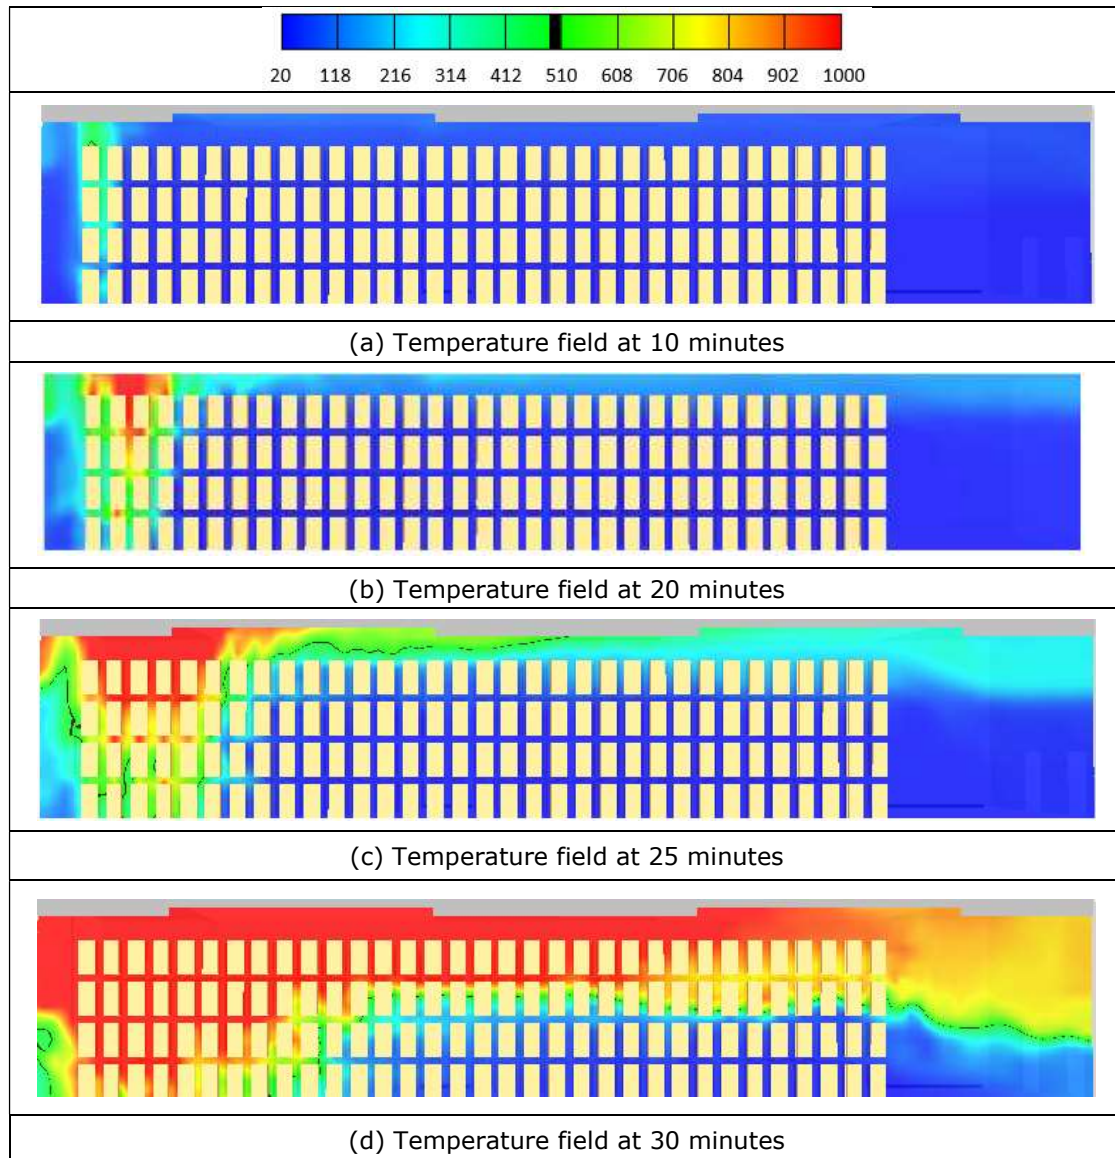 20 118 216 314 412 510 608 706 804 902 1000
(a) Temperature field at 10 minutes
(b) Temperature field at 20 minutes
(c) Temperature field at 25 minutes
(d) Temperature field at 30 minutes